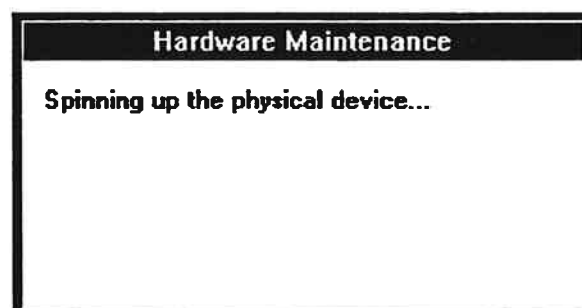 Hardware Maintenance
Spinning up the physical device...